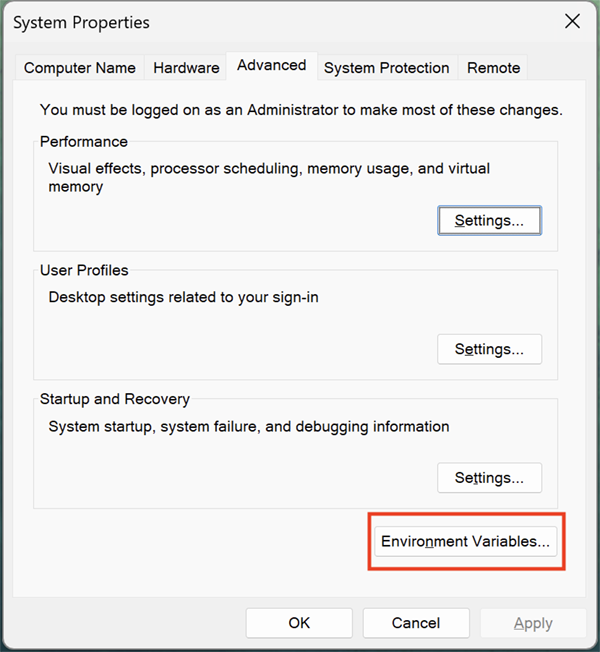 System Properties
Computer Name Hardware Advanced System Protection Remote
You must be logged on as an Administrator to make most of these changes.
Performance
Visual effects, processor scheduling, memory usage, and virtual
memory
Settings...
User Profiles
Desktop settings related to your sign-in
Settings...
Startup and Recovery
System startup, system failure, and debugging information
Settings...
Environment Variables...
OK Cancel Apply